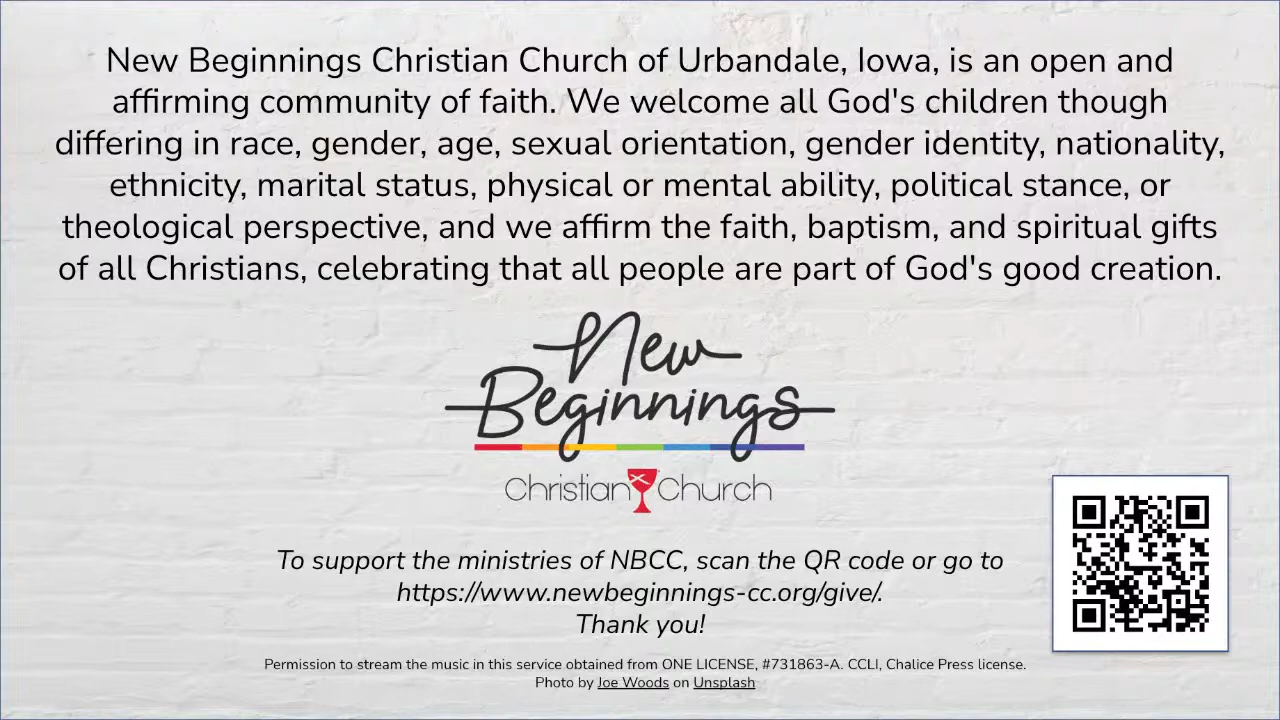 New Beginnings Christian Church of Urbandale, Iowa, is an open and
affirming community of faith. We welcome all God's children though
differing in race, gender, age, sexual orientation, gender identity, nationality,
ethnicity, marital status, physical or mental ability, political stance, or
theological perspective, and we affirm the faith, baptism, and spiritual gifts
of all Christians, celebrating that all people are part of God's good creation.
New
Beginnings
Christian Church
To support the ministries of NBCC, scan the QR code or go to
https://www.newbeginnings-cc.org/give/.
Thank you!
Permission to stream the music in this service obtained from ONE LICENSE, #731863-A. CCLI, Chalice Press license.
Photo by Joe Woods on Unsplash